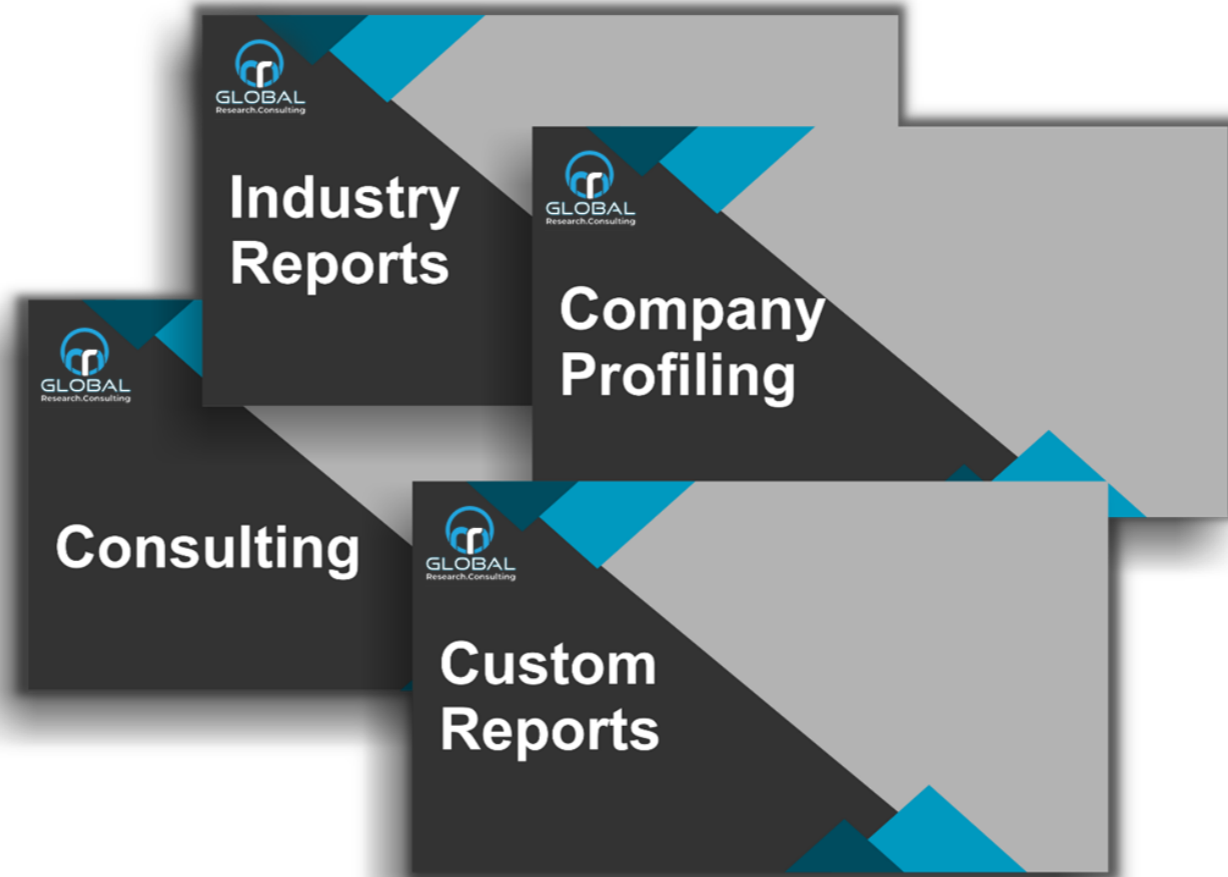 GLOBAL
Research.Consulting
Industry
Reports
GLOBAL
Research.Consulting
Company
Profiling
GLOBAL
Research.Consulting
Consulting
GLOBAL
Research.Consulting
Custom
Reports